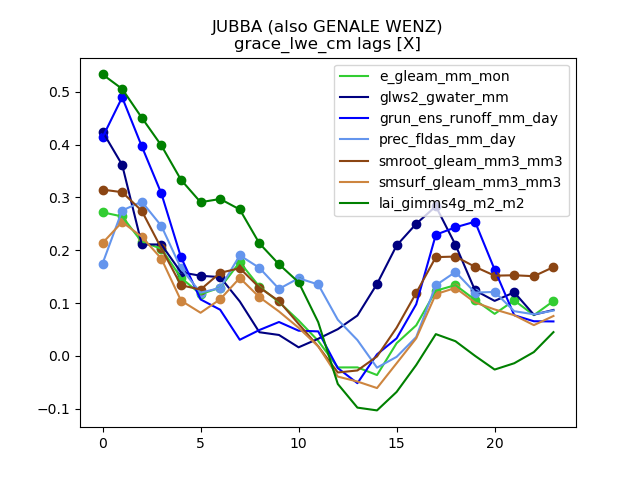 JUBBA (also GENALE WENZ)
grace_lwe_cm lags [X]
e_gleam_mm_mon
glws2_gwater_mm
grun_ens_runoff_mm_day
prec_fldas_mm_day
smroot_gleam_mm3_mm3
smsurf_gleam_mm3_mm3
lai_gimms4g_m2_m2
0.5
0.4
0.3
0.2
0.1
0.0
−0.1
0 5 10 15 20